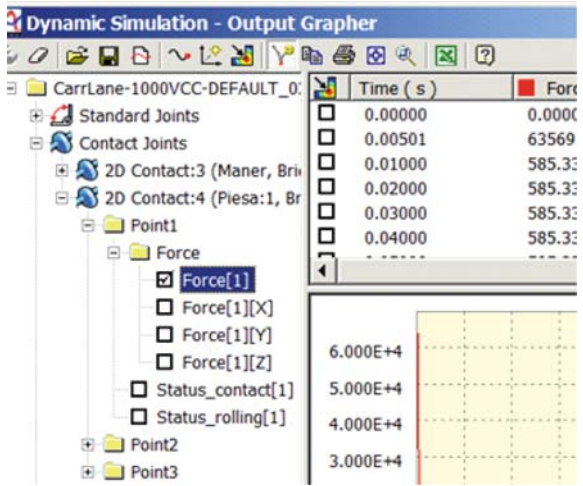 Dynamic Simulation - Output Grapher
CarrLane-1000VCC-DEFAULT_0
Standard Joints
Contact Joints
2D Contact:3 (Maner, Bri
2D Contact:4 (Piesa:1, Br
Point1
Force
Force[1]
Force[1][X]
Force[1][Y]
Force[1][Z]
Status_contact[1]
Status_rolling[1]
Point2
Point3
Time ( s ) Forc
0.00000 0.0000
0.00501 63569
0.01000 585.33
0.02000 585.33
0.03000 585.33
0.04000 585.33
6.000E+4
5.000E+4
4.000E+4
3.000E+4